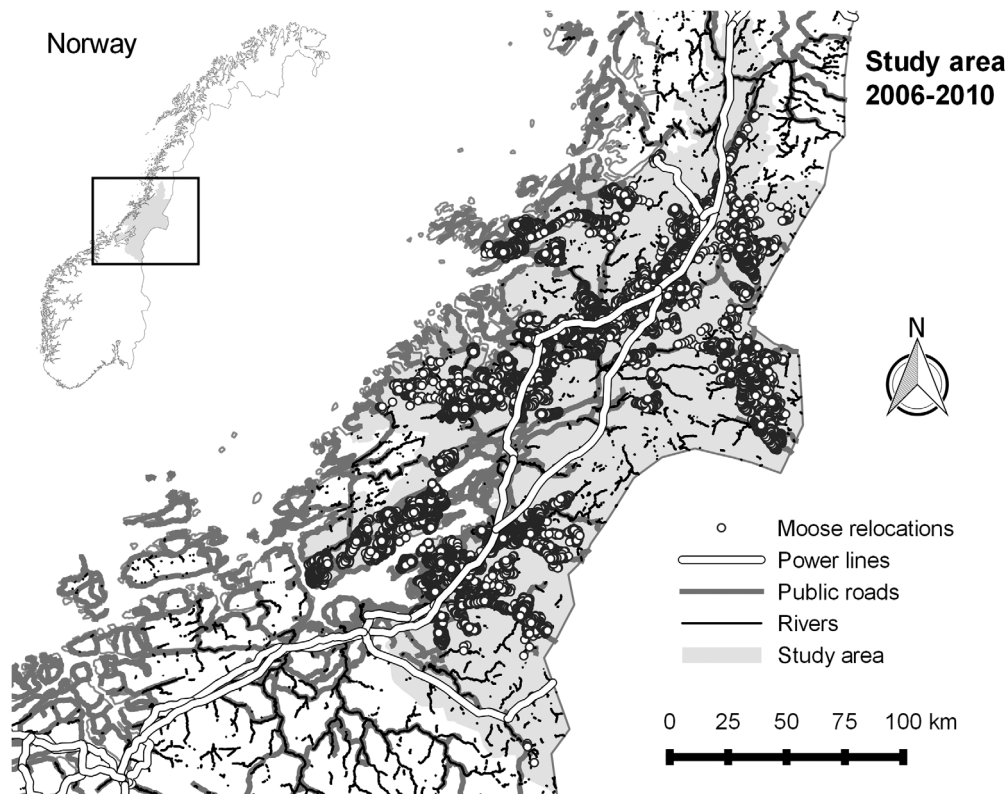 Norway
Study area
2006-2010
N
Moose relocations
Power lines
Public roads
Rivers
Study area
0 25 50 75 100 km